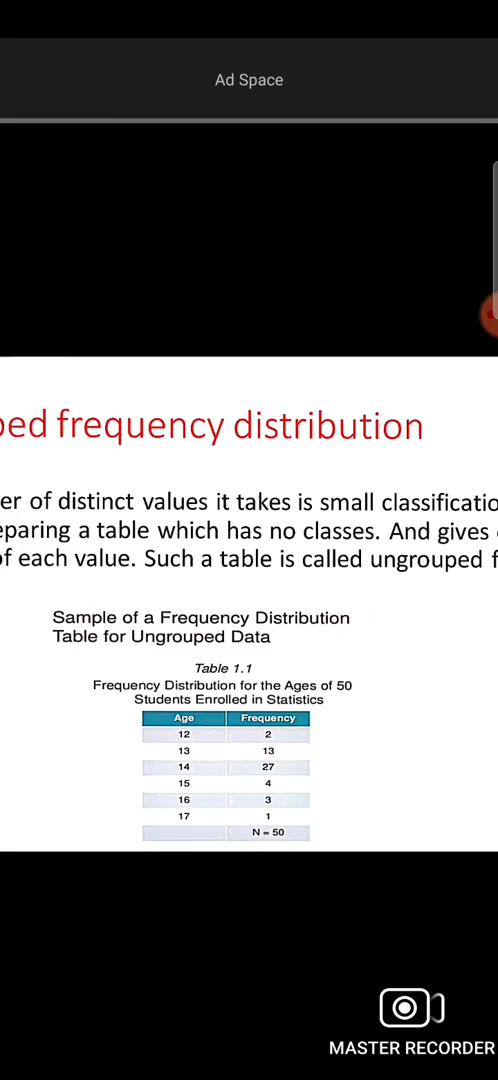 Ad Space
ped frequency distribution
er of distinct values it takes is small classificatio
eparing a table which has no classes. And gives
of each value. Such a table is called ungrouped f
Sample of a Frequency Distribution
Table for Ungrouped Data
Table 1.1
Frequency Distribution for the Ages of 50
Students Enrolled in Statistics
Age Frequency
12 2
13 13
14 27
15 4
16 3
17 1
N = 50
MASTER RECORDER